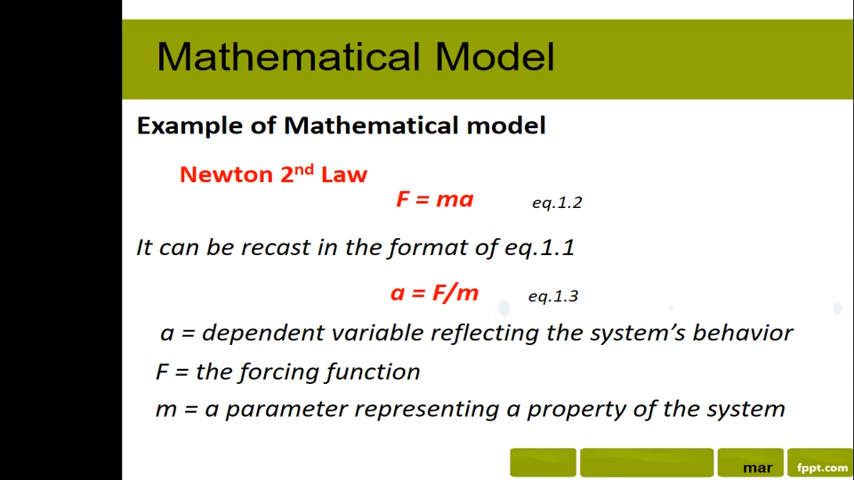 Mathematical Model
Example of Mathematical model
Newton 2nd Law
F = ma eq.1.2
It can be recast in the format of eq.1.1
a = F/m eq.1.3
a = dependent variable reflecting the system's behavior
F = the forcing function
m = a parameter representing a property of the system
mar fppt.com